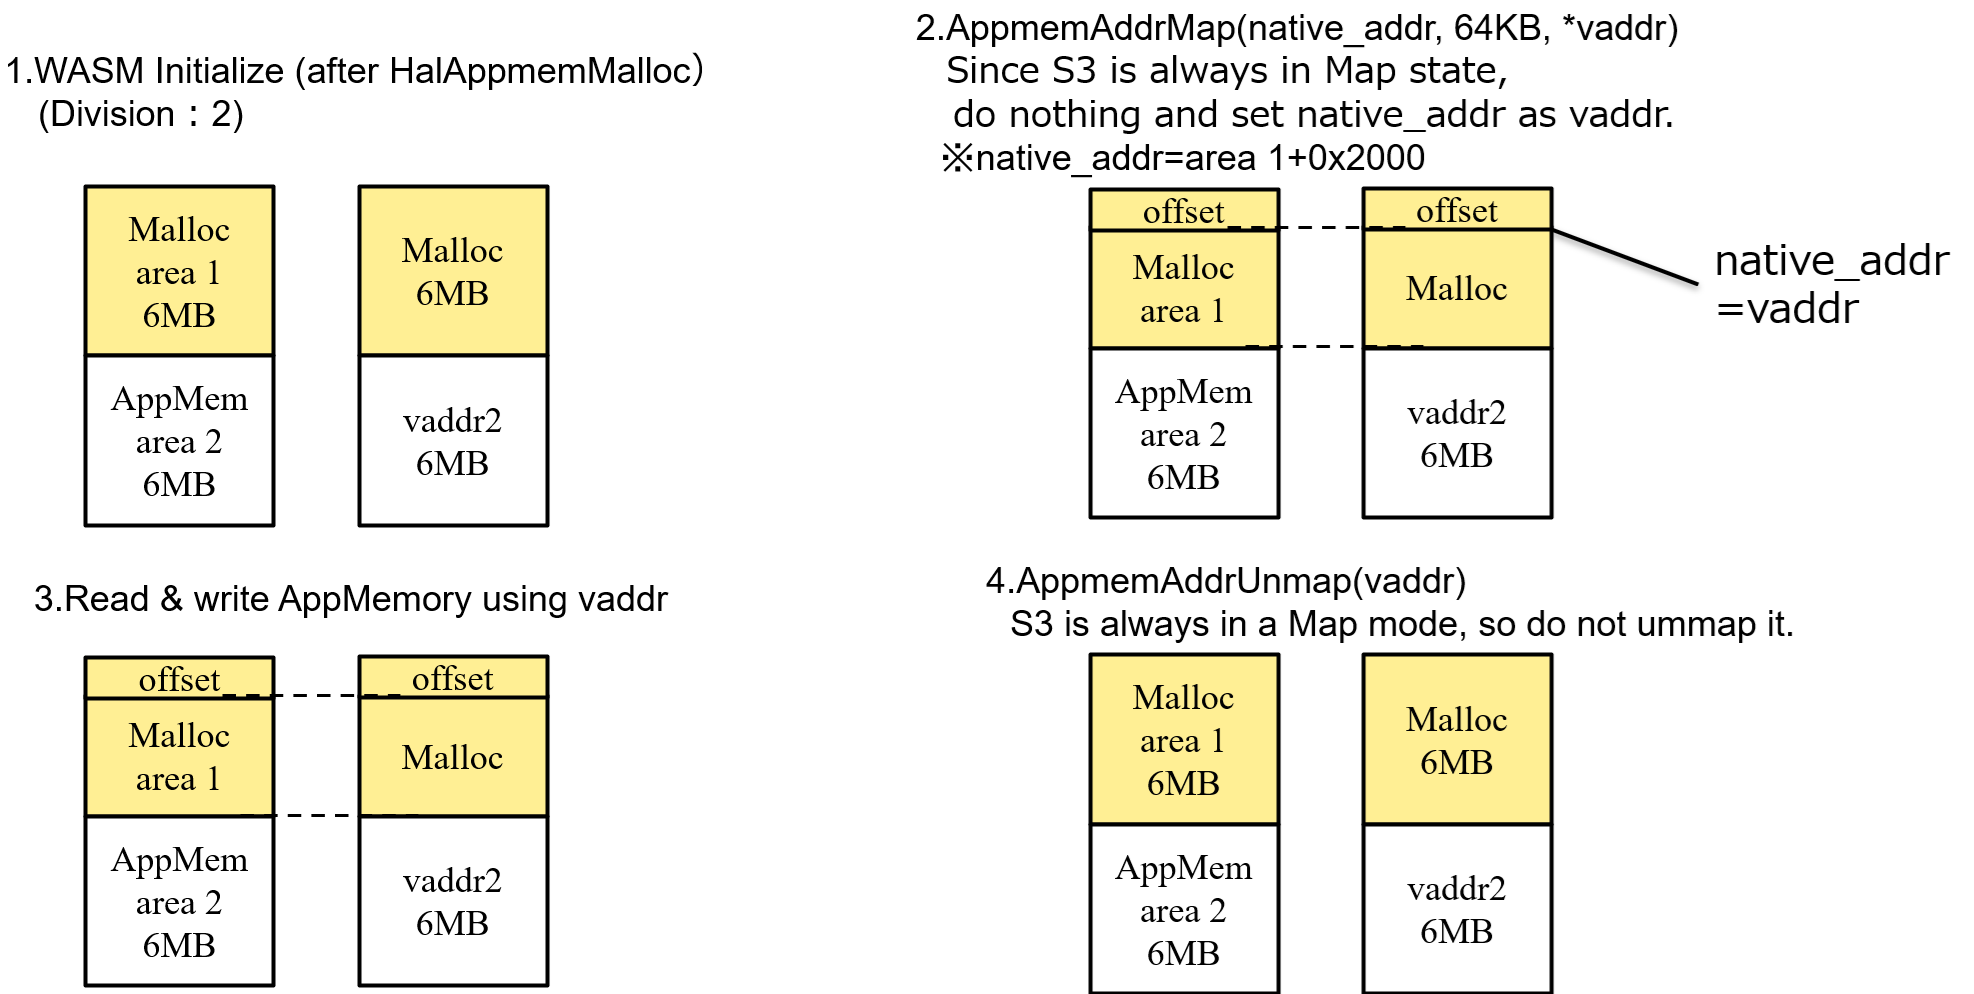 1.WASM Initialize (after HalAppmemMalloc）
(Division：2)
Malloc
area 1
6MB
AppMem
area 2
6MB
Malloc
6MB
vaddr2
6MB
2.AppmemAddrMap(native_addr, 64KB, *vaddr)
Since S3 is always in Map state,
do nothing and set native_addr as vaddr.
※native_addr=area 1+0x2000
offset
Malloc
area 1
AppMem
area 2
6MB
offset
Malloc
vaddr2
6MB
native_addr
=vaddr
3.Read & write AppMemory using vaddr
offset
Malloc
area 1
AppMem
area 2
6MB
offset
Malloc
vaddr2
6MB
4.AppmemAddrUnmap(vaddr)
S3 is always in a Map mode, so do not ummap it.
Malloc
area 1
6MB
AppMem
area 2
6MB
Malloc
6MB
vaddr2
6MB